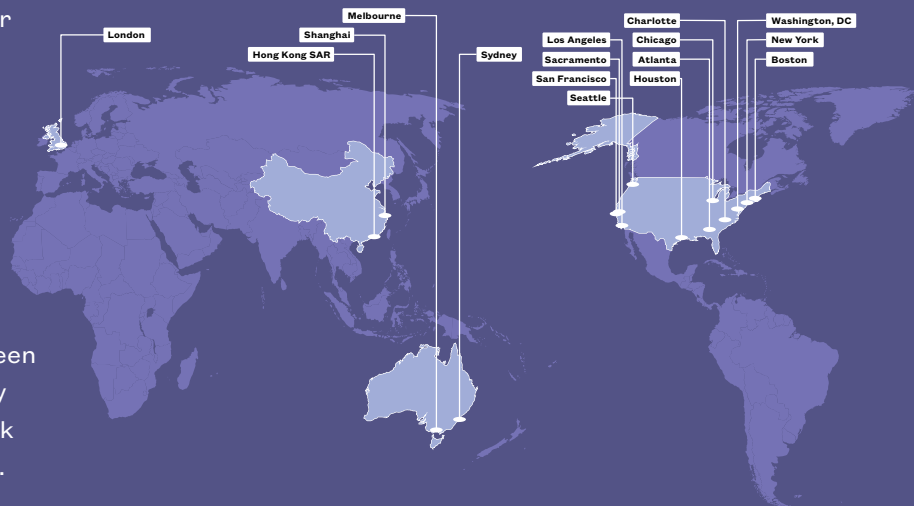 r
Melbourne
London
Shanghai
Hong Kong SAR
Sydney
Charlotte
Washington, DC
Los Angeles
Chicago
New York
Sacramento
Atlanta
Boston
San Francisco
Houston
Seattle
een
y
k
.